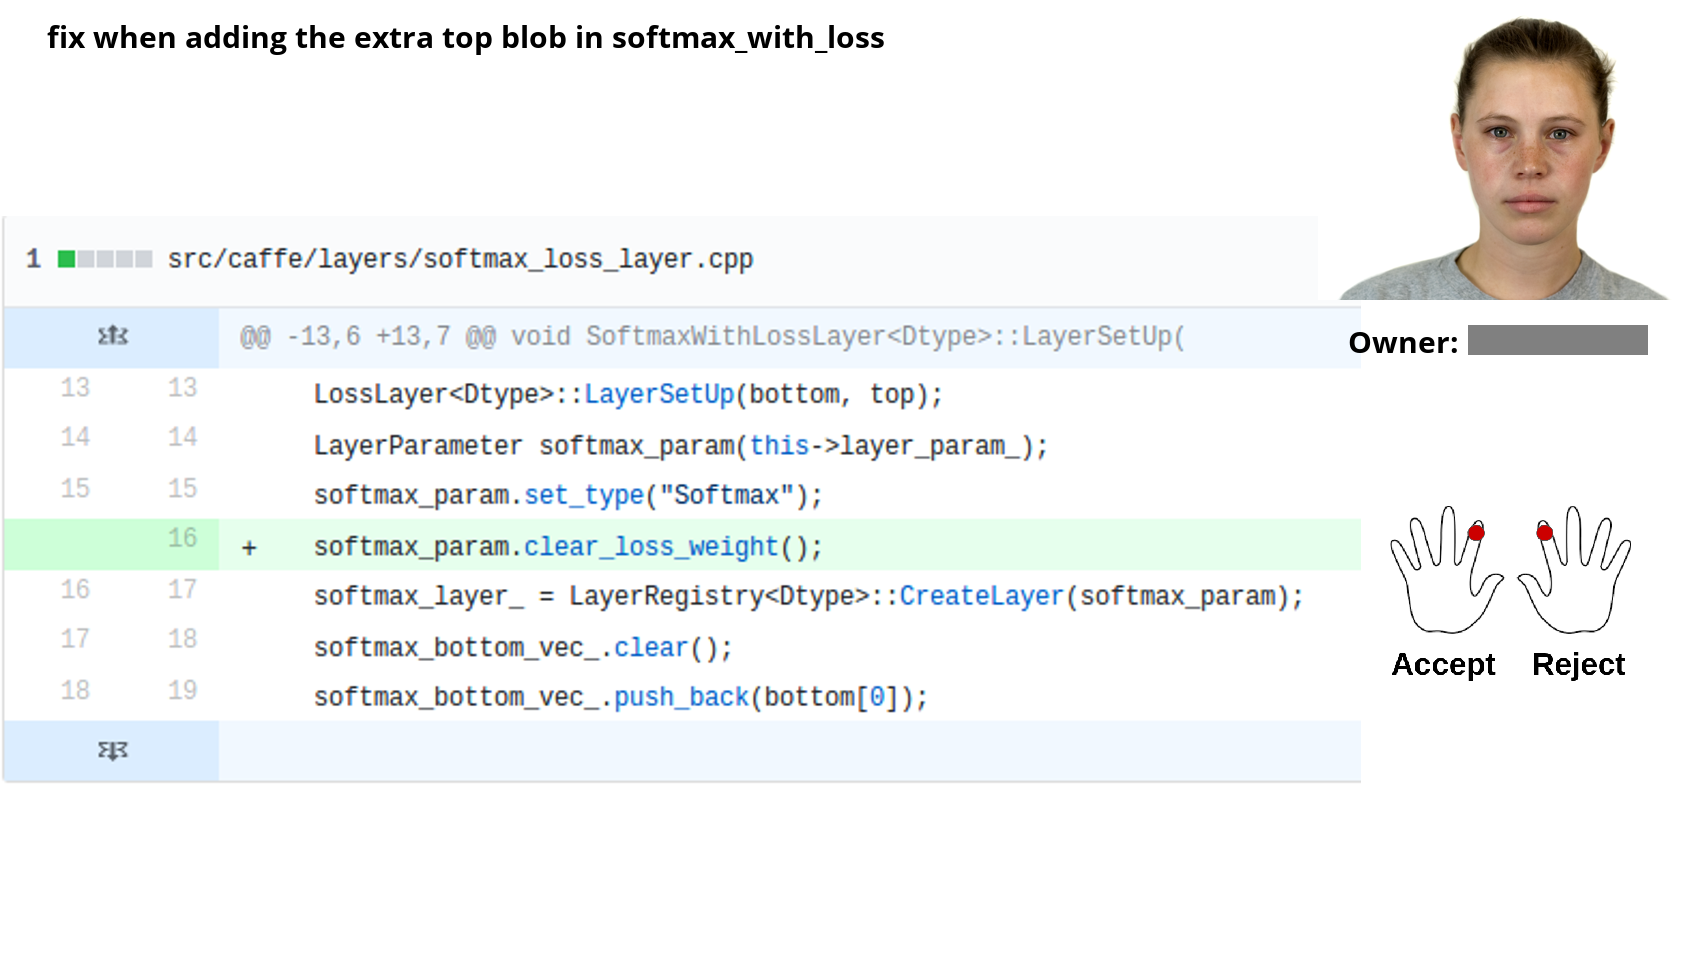 fix when adding the extra top blob in softmax_with_loss
1 src/caffe/layers/softmax_loss_layer.cpp
@@ -13,6 +13,7 @@ void SoftmaxWithLossLayer<Dtype>::LayerSetUp(
Owner:
13 13 LossLayer<Dtype>::LayerSetUp(bottom, top);
14 14 LayerParameter softmax_param(this->layer_param_);
15 15 softmax_param.set_type("Softmax");
16 + softmax_param.clear_loss_weight();
16 17 softmax_layer_ = LayerRegistry<Dtype>::CreateLayer(softmax_param);
17 18 softmax_bottom_vec_.clear();
18 19 softmax_bottom_vec_.push_back(bottom[0]);
Accept Reject